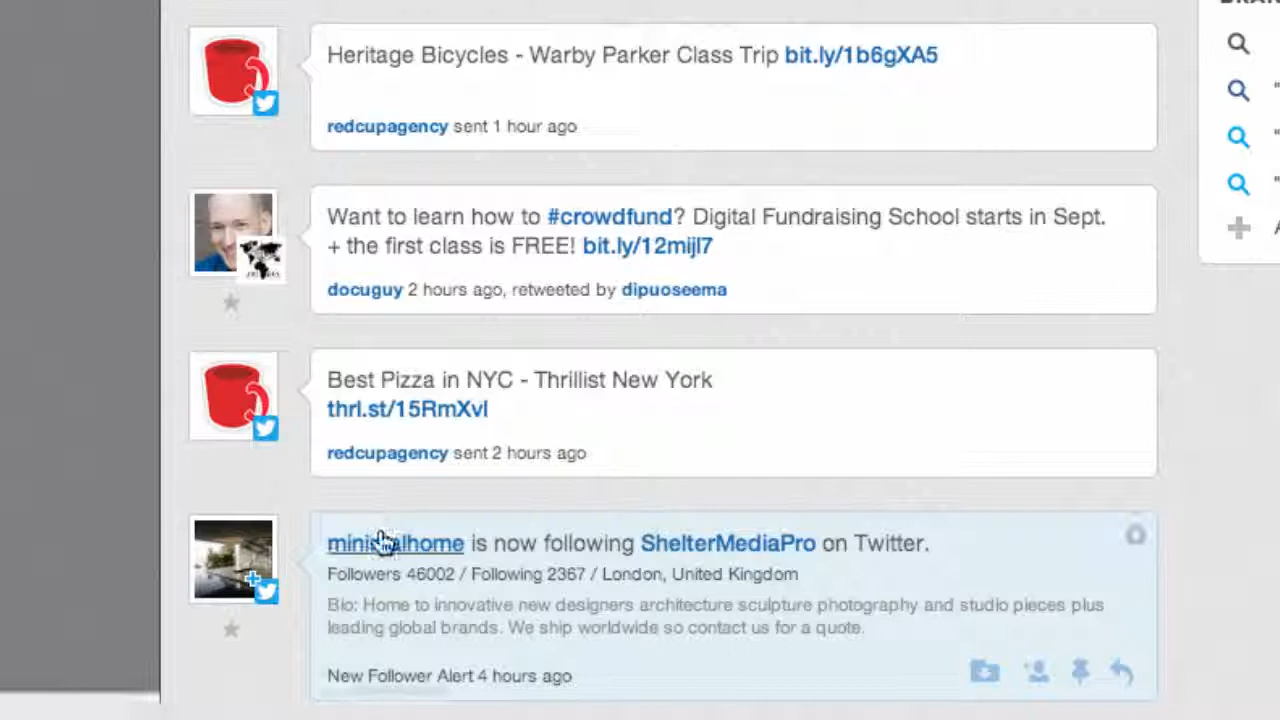 Heritage Bicycles - Warby Parker Class Trip bit.ly/1b6gXA5
redcupagency sent 1 hour ago
Want to learn how to #crowdfund? Digital Fundraising School starts in Sept.
+ the first class is FREE! bit.ly/12mijl7
docuguy 2 hours ago, retweeted by dipuoseema
Best Pizza in NYC - Thrillist New York
thrl.st/15RmXvl
redcupagency sent 2 hours ago
is now following ShelterMediaPro on Twitter.
Followers 46002 / Following 2367 / London, United Kingdom
Bio: Home to innovative new designers architecture sculpture photography and studio pieces plus
leading global brands. We ship worldwide so contact us for a quote.
New Follower Alert 4 hours ago